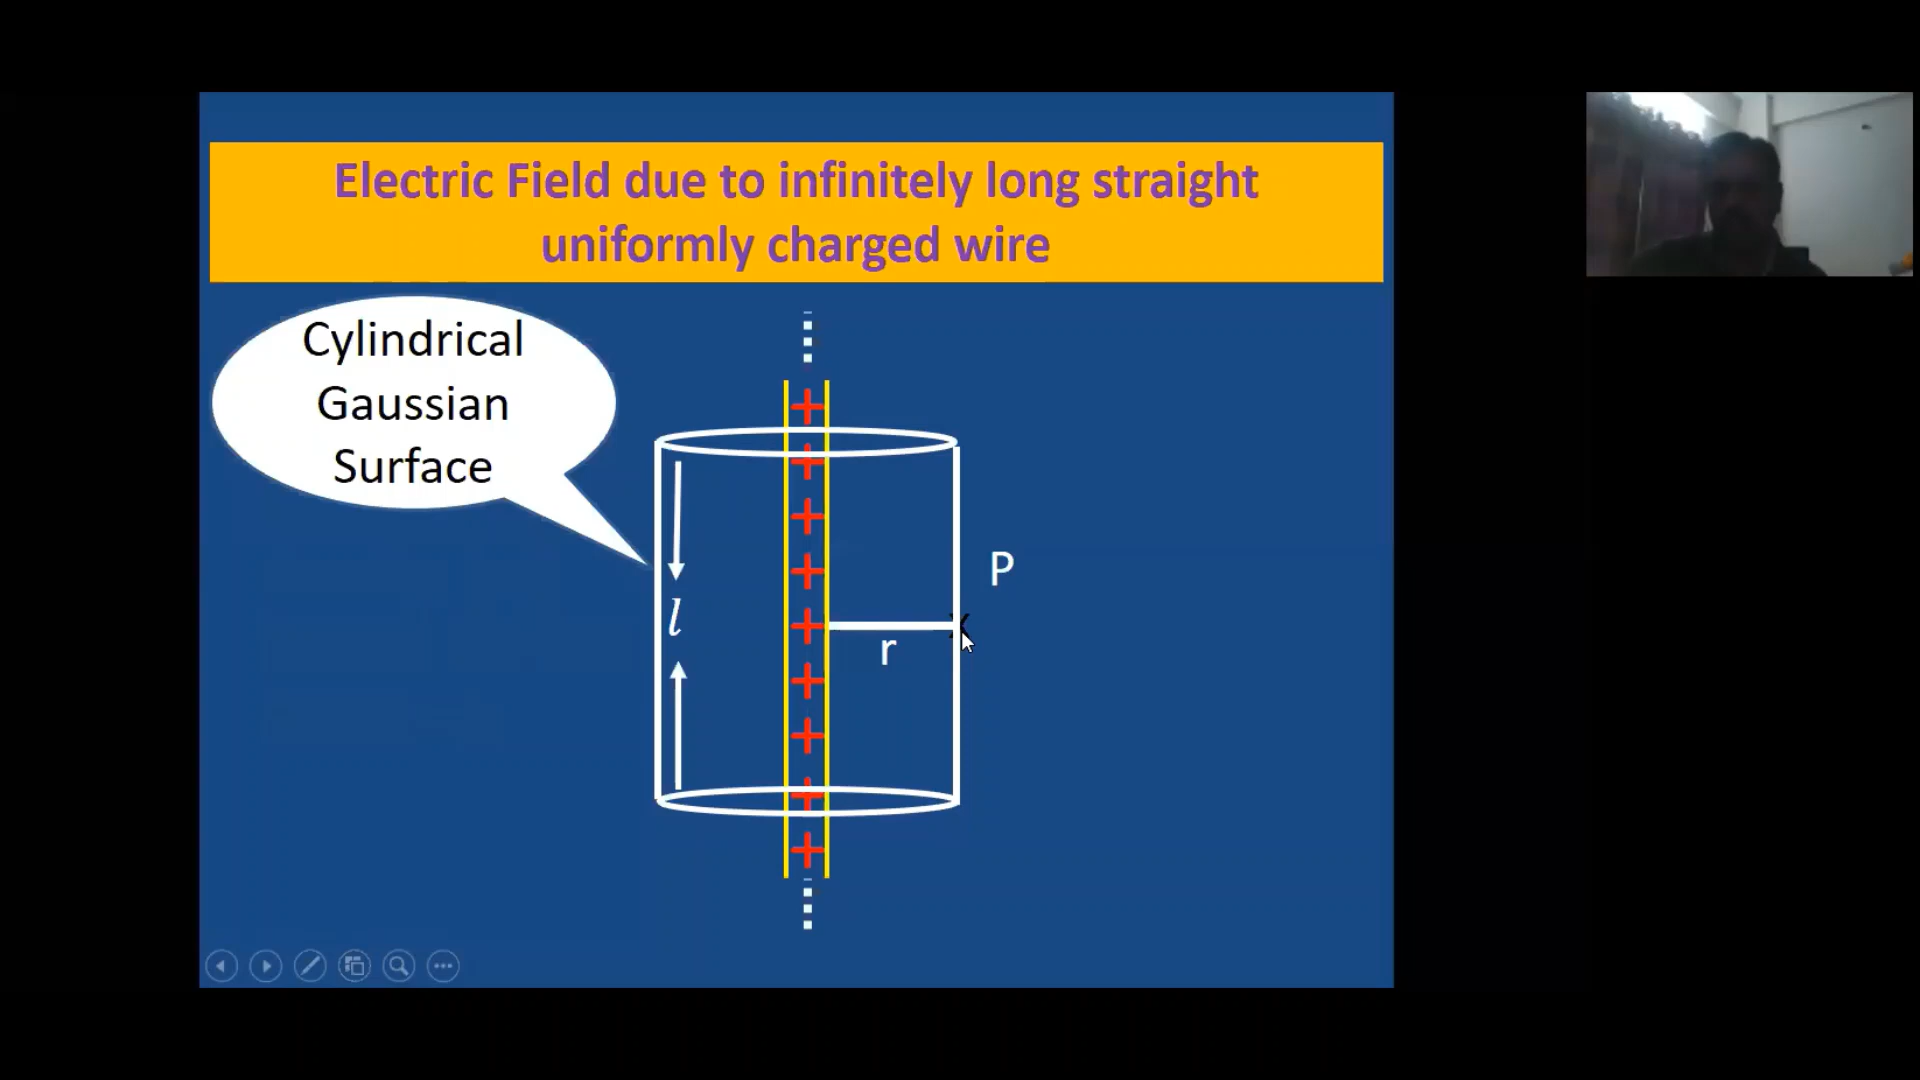 Electric Field due to infinitely long straight
uniformly charged wire
Cylindrical
Gaussian
Surface
P
l
r